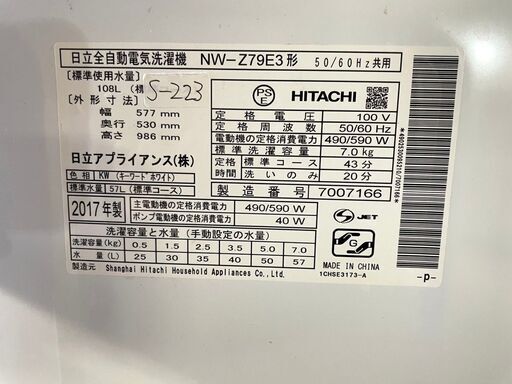 日立全自動電気洗濯機 NW-Z79E3形 50/60Hz共用
[標準使用水量]
108L (標
S-223
[外形寸法]
幅 577 mm
奥行 530 mm
高さ 986 mm
日立アプライアンス(株)
色相 KW (キーワードホワイト)
標準水量 57L (標準コース)
PS
E
HITACHI
定格電圧 100 V
定格周波数 50/60 Hz
電動機の定格消費電力 490/590 W
標準洗濯容量 7.0 kg
定格 標準コース 43分
時間 洗いのみ 20分
製造番号 7007166
2017年製
主電動機の定格消費電力 490/590 W
ポンプ電動機の定格消費電力 40 W
洗濯容量と水量 (手動設定の水量)
洗濯容量(kg) 0.5 1.5 2.5 3.5 5.0 7.0
水量(L) 25 30 35 40 50 57
製造元 Shanghai Hitachi Household Appliances Co., Ltd.
JET
G
MADE IN CHINA
1CHSE3173-A
-p-